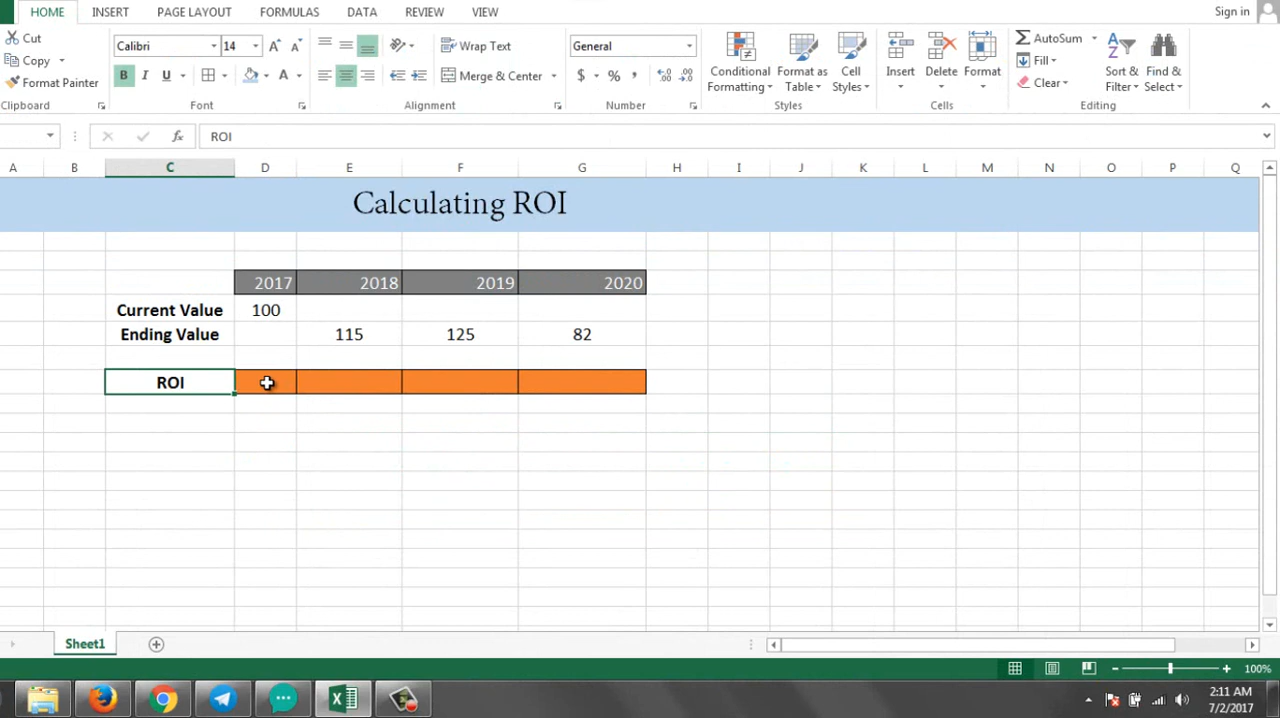 HOME INSERT PAGE LAYOUT FORMULAS DATA REVIEW VIEW Sign in
Cut Calibri 14 A A Wrap Text General Conditional Formatting Format as Table Cell Styles Insert Delete Format AutoSum Sort & Filter Find & Select
Copy Fill
Format Painter B I U A Merge & Center $ % , Clear
Clipboard Font Alignment Number Styles Cells Editing
fx ROI
A B C D E F G H I J K L M N O P Q
Calculating ROI
2017 2018 2019 2020
Current Value 100
Ending Value 115 125 82
ROI
Sheet1
100%
2:11 AM
7/2/2017